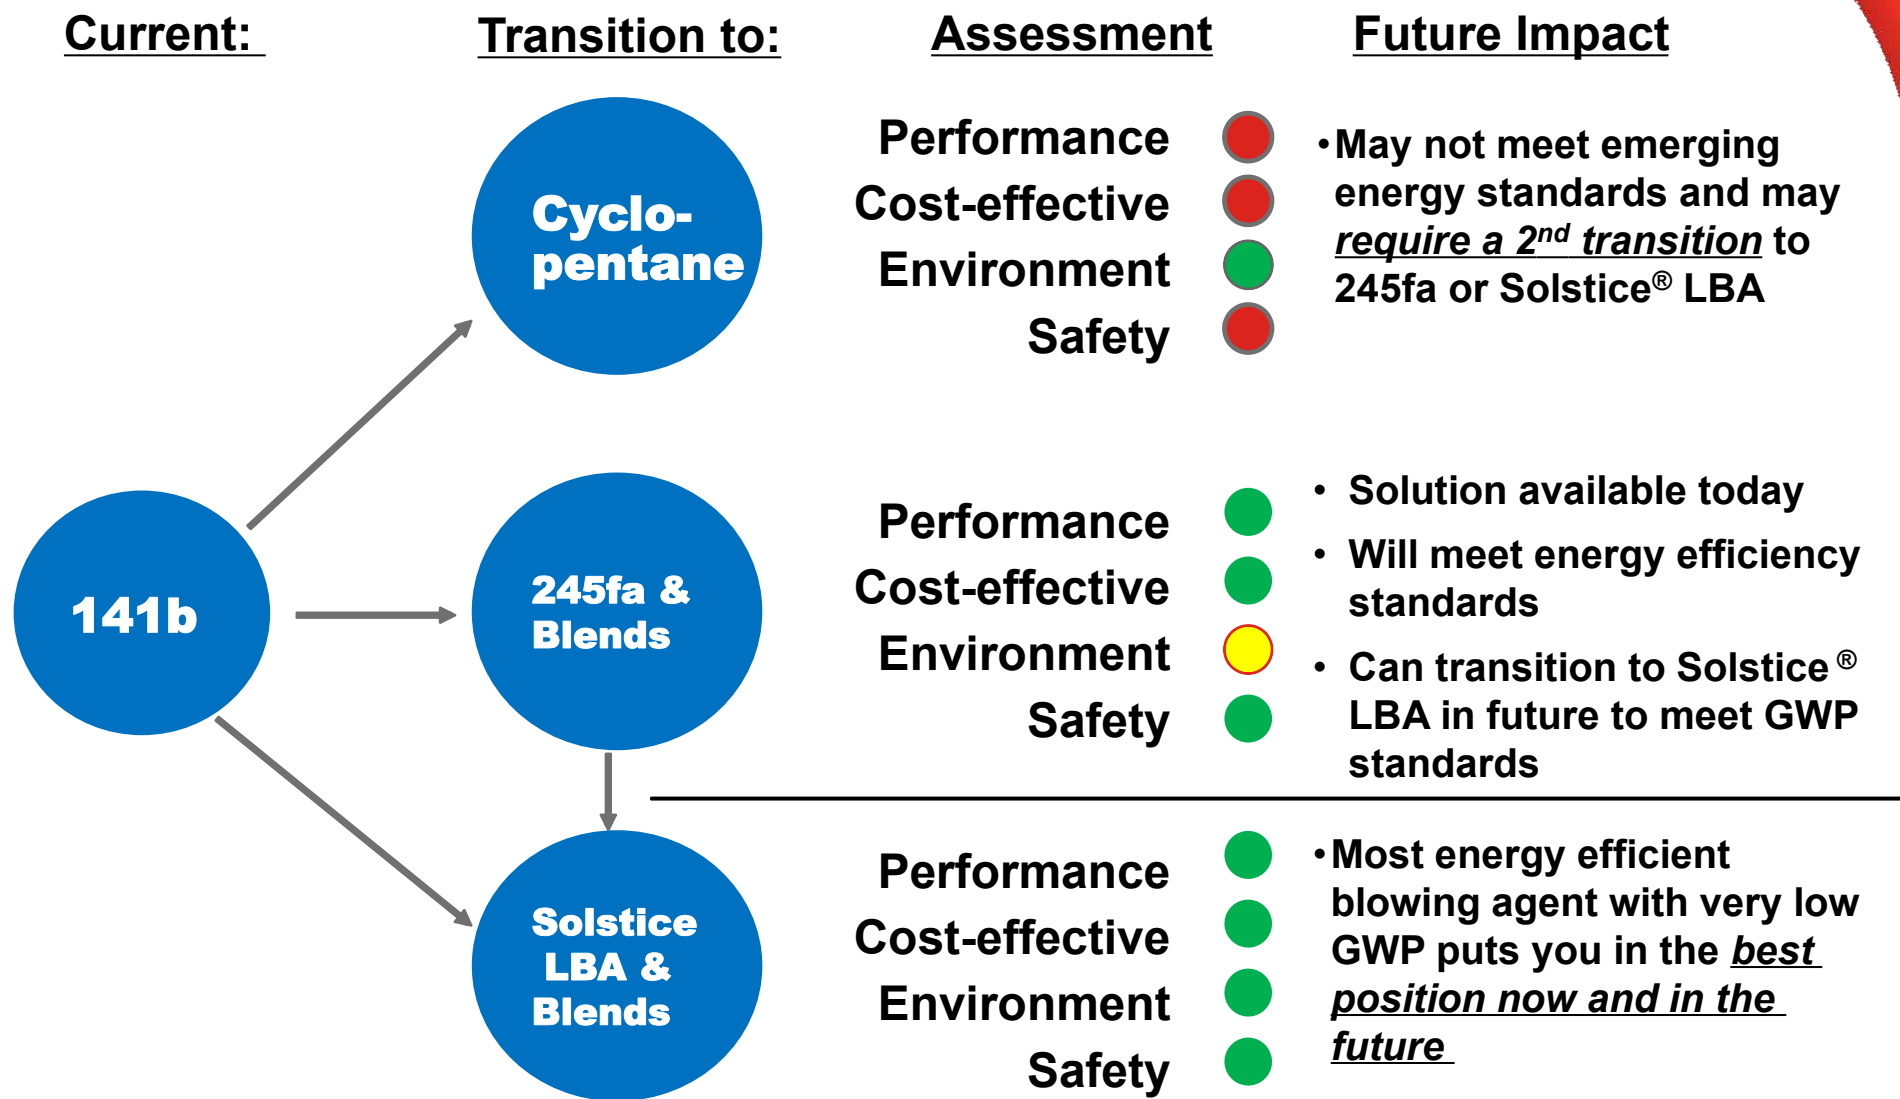 Current:
Transition to:
Assessment
Future Impact
Cyclo-
pentane
Performance
Cost-effective
Environment
Safety
•May not meet emerging
energy standards and may
require a 2nd transition to
245fa or Solstice® LBA
141b
245fa &
Blends
Performance
Cost-effective
Environment
Safety
• Solution available today
• Will meet energy efficiency
standards
• Can transition to Solstice ®
LBA in future to meet GWP
standards
Solstice
LBA &
Blends
Performance
Cost-effective
Environment
Safety
•Most energy efficient
blowing agent with very low
GWP puts you in the best
position now and in the
future